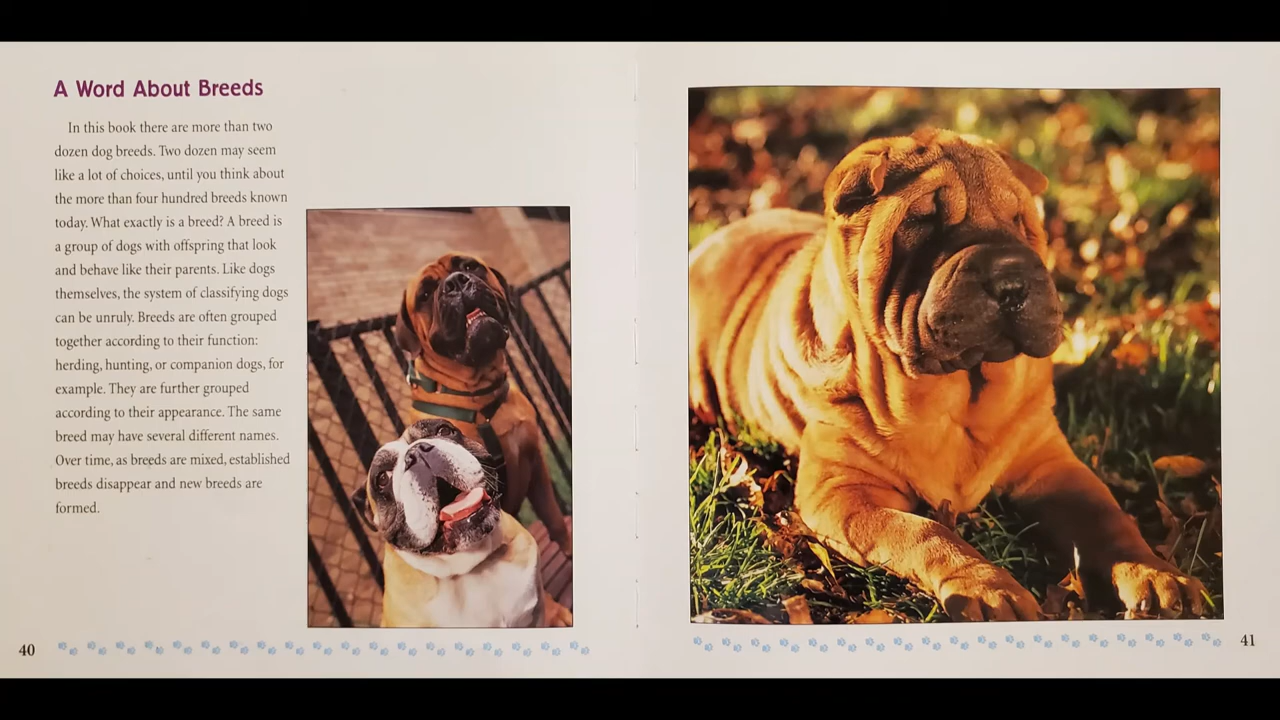 A Word About Breeds
In this book there are more than two
dozen dog breeds. Two dozen may seem
like a lot of choices, until you think about
the more than four hundred breeds known
today. What exactly is a breed? A breed is
a group of dogs with offspring that look
and behave like their parents. Like dogs
themselves, the system of classifying dogs
can be unruly. Breeds are often grouped
together according to their function:
herding, hunting, or companion dogs, for
example. They are further grouped
according to their appearance. The same
breed may have several different names.
Over time, as breeds are mixed, established
breeds disappear and new breeds are
formed.
40
41